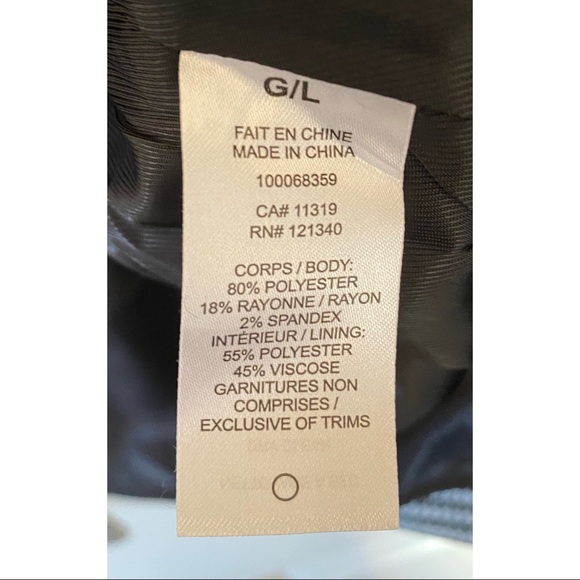 G/L
FAIT EN CHINE
MADE IN CHINA
100068359
CA# 11319
RN# 121340
CORPS / BODY:
80% POLYESTER
18% RAYONNE / RAYON
2% SPANDEX
INTÉRIEUR / LINING:
55% POLYESTER
45% VISCOSE
GARNITURES NON
COMPRISES /
EXCLUSIVE OF TRIMS